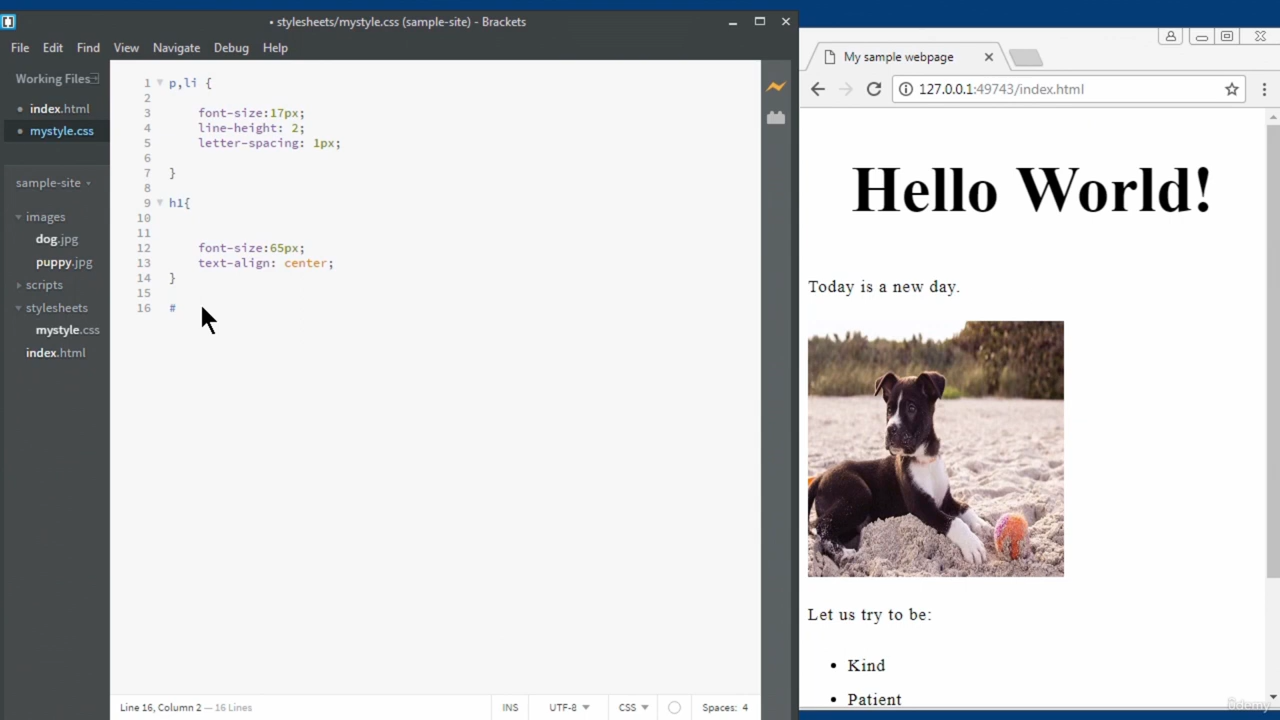 • stylesheets/mystyle.css (sample-site) - Brackets
File Edit Find View Navigate Debug Help
Working Files
index.html
mystyle.css
sample-site
images
dog.jpg
puppy.jpg
scripts
stylesheets
mystyle.css
index.html
1 p,li {
2
3 font-size:17px;
4 line-height: 2;
5 letter-spacing: 1px;
6
7 }
8
9 h1{
10
11
12 font-size:65px;
13 text-align: center;
14 }
15
16 #
Line 16, Column 2 — 16 Lines
INS UTF-8 CSS Spaces: 4
My sample webpage
127.0.0.1:49743/index.html
Hello World!
Today is a new day.
Let us try to be:
• Kind
• Patient
ûdemy